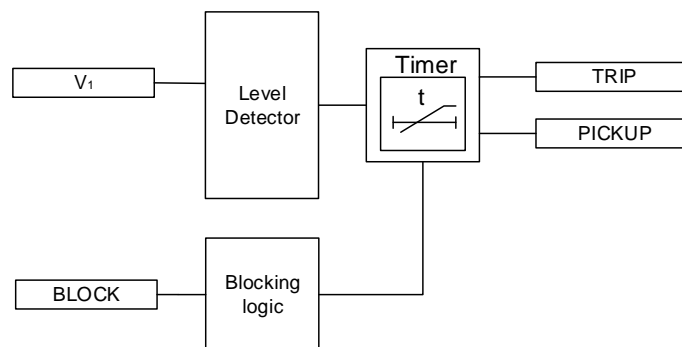 V₁
Level
Detector
Timer
t
TRIP
PICKUP
BLOCK
Blocking
logic